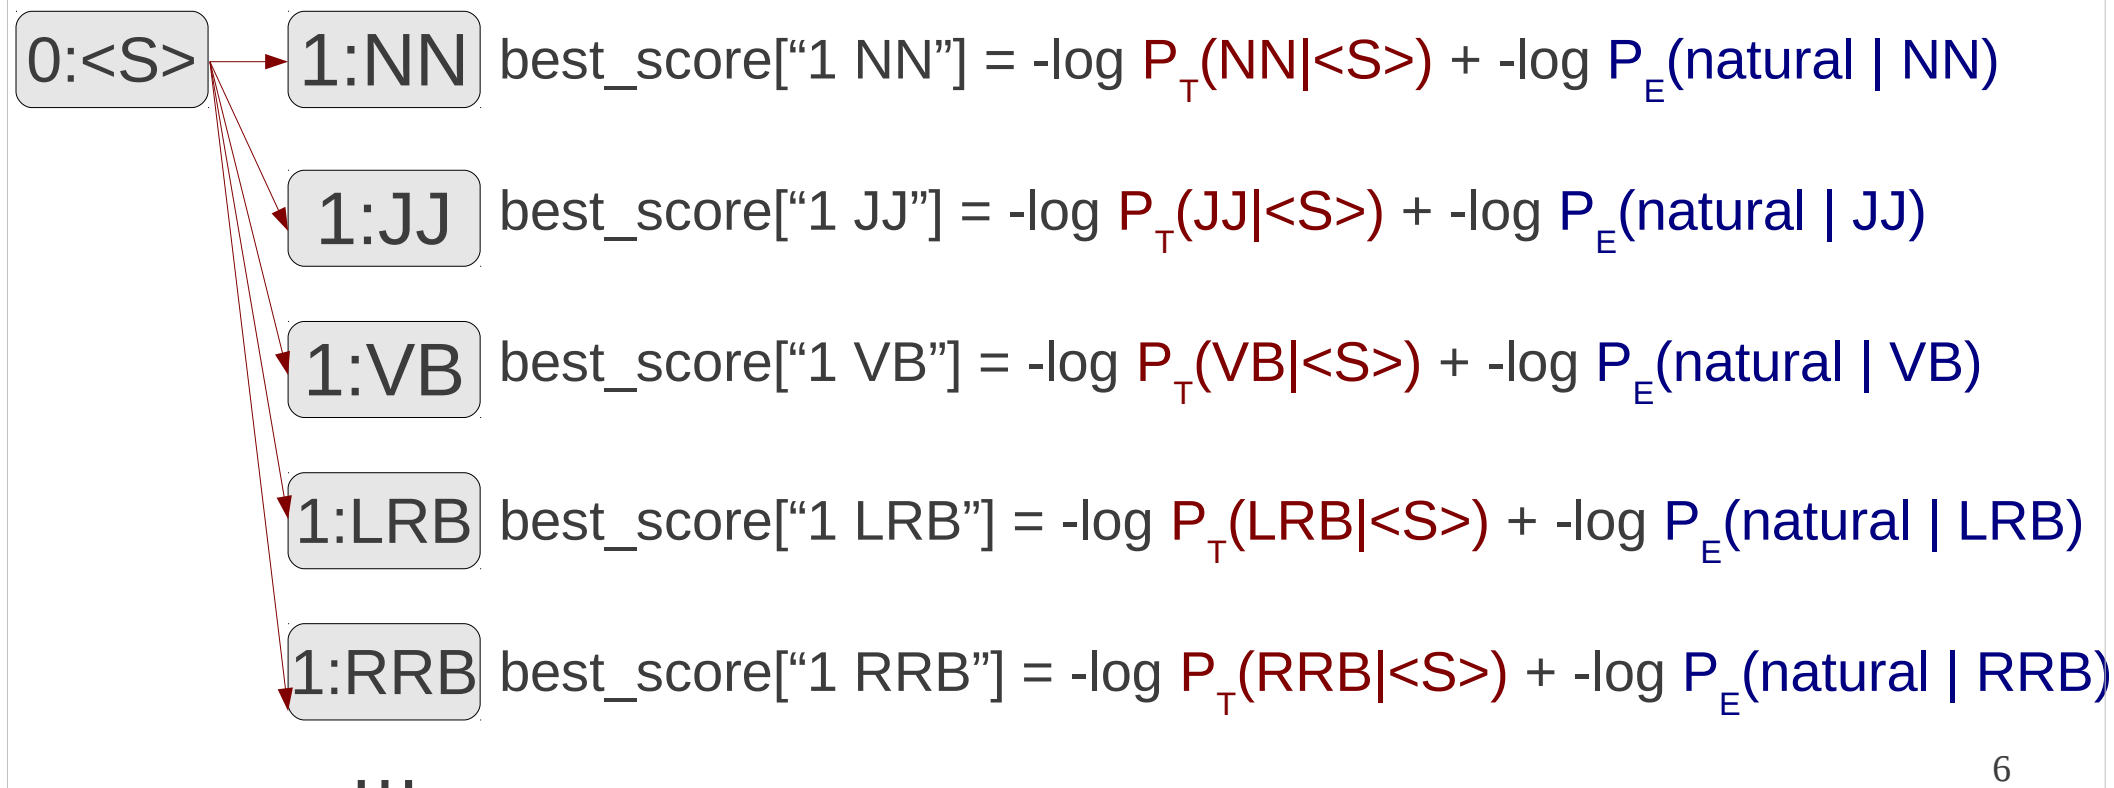 0:<S> 1:NN best_score[“1 NN”] = -log P_T(NN|<S>) + -log P_E(natural | NN)
1:JJ best_score[“1 JJ”] = -log P_T(JJ|<S>) + -log P_E(natural | JJ)
1:VB best_score[“1 VB”] = -log P_T(VB|<S>) + -log P_E(natural | VB)
1:LRB best_score[“1 LRB”] = -log P_T(LRB|<S>) + -log P_E(natural | LRB)
1:RRB best_score[“1 RRB”] = -log P_T(RRB|<S>) + -log P_E(natural | RRB)
...
6